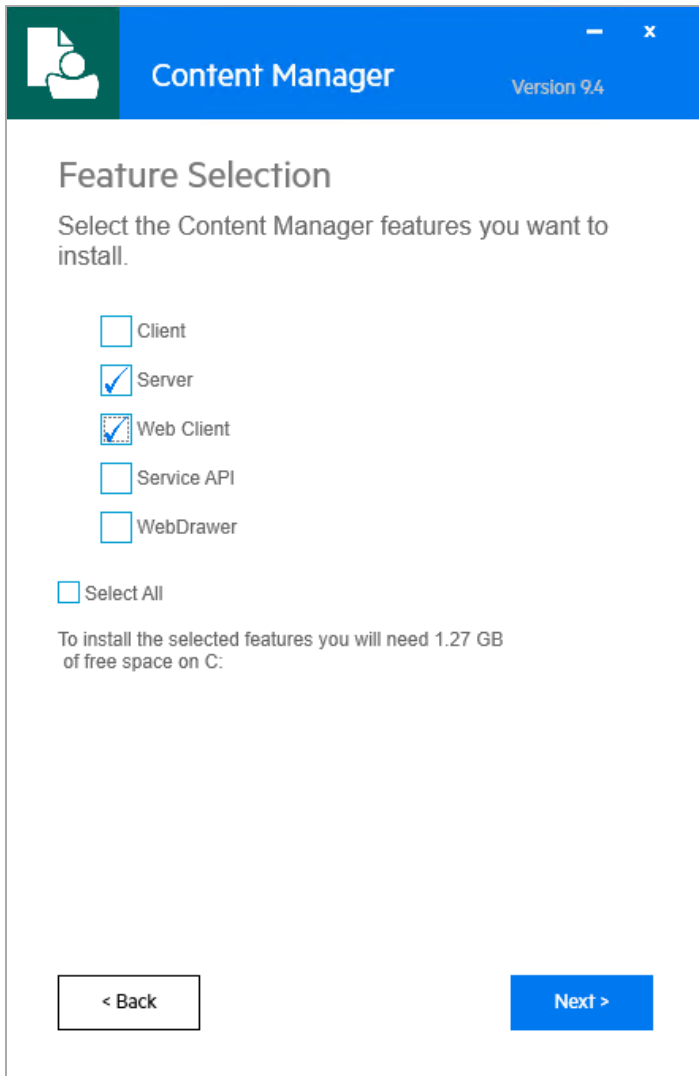 Content Manager
Version 9.4
Feature Selection
Select the Content Manager features you want to
install.
Client
Server
Web Client
Service API
WebDrawer
Select All
To install the selected features you will need 1.27 GB
of free space on C:
< Back
Next >